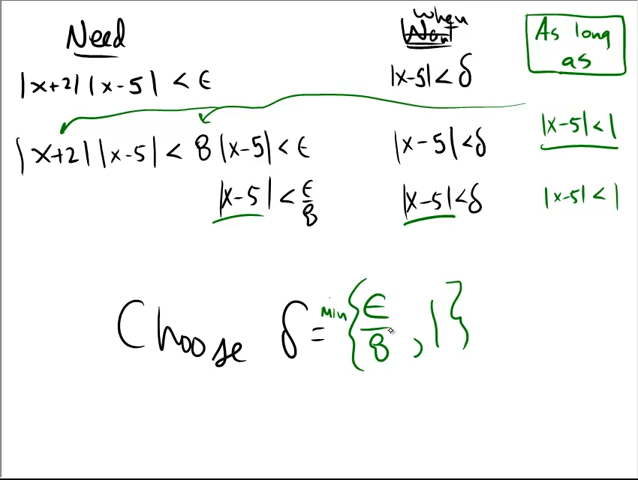 Need
when
Want
As long
as
|x+2| |x-5| < ε
|x-5| < δ
|x+2| |x-5| < 8 |x-5| < ε
|x-5| < δ
|x-5| < 1
|x-5| < ε/8
|x-5| < δ
|x-5| < 1
Choose δ = min { ε/8 , 1 }